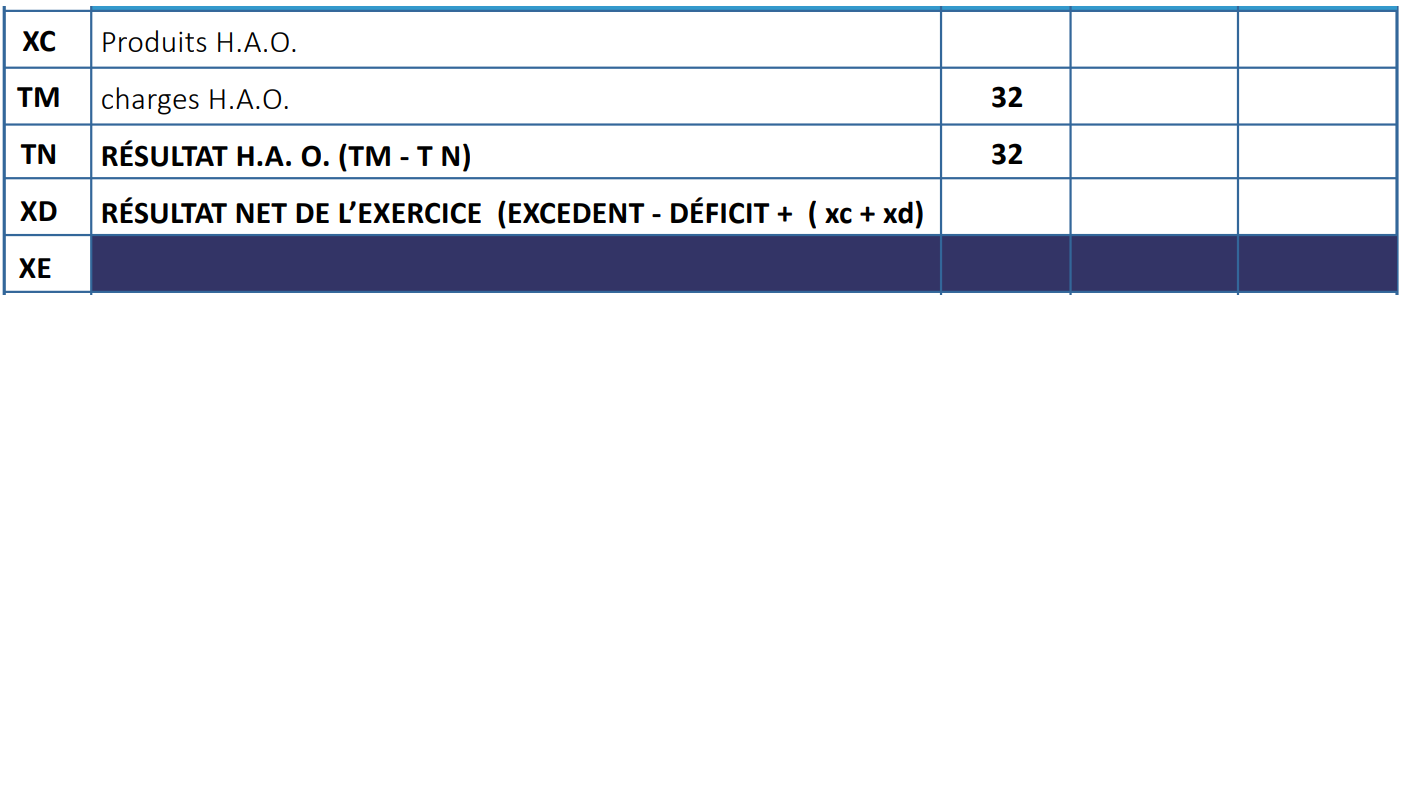 XC Produits H.A.O.
TM charges H.A.O. 32
TN RÉSULTAT H.A. O. (TM - T N) 32
XD RÉSULTAT NET DE L’EXERCICE (EXCEDENT - DÉFICIT + ( xc + xd)
XE